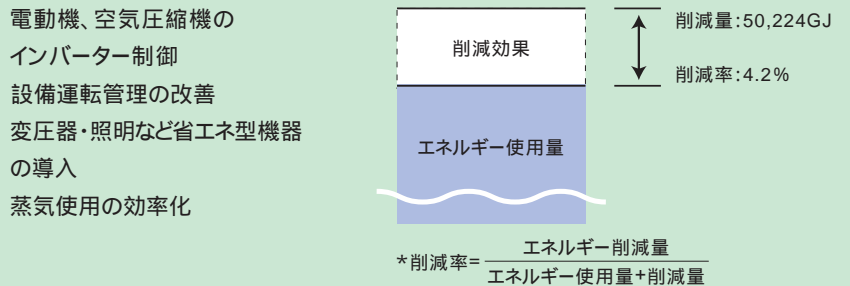 電動機、空気圧縮機の
インバーター制御
設備運転管理の改善
変圧器・照明など省エネ型機器
の導入
蒸気使用の効率化
削減効果
エネルギー使用量
削減量:50,224GJ
削減率:4.2%
*削減率=エネルギー削減量
エネルギー使用量+削減量